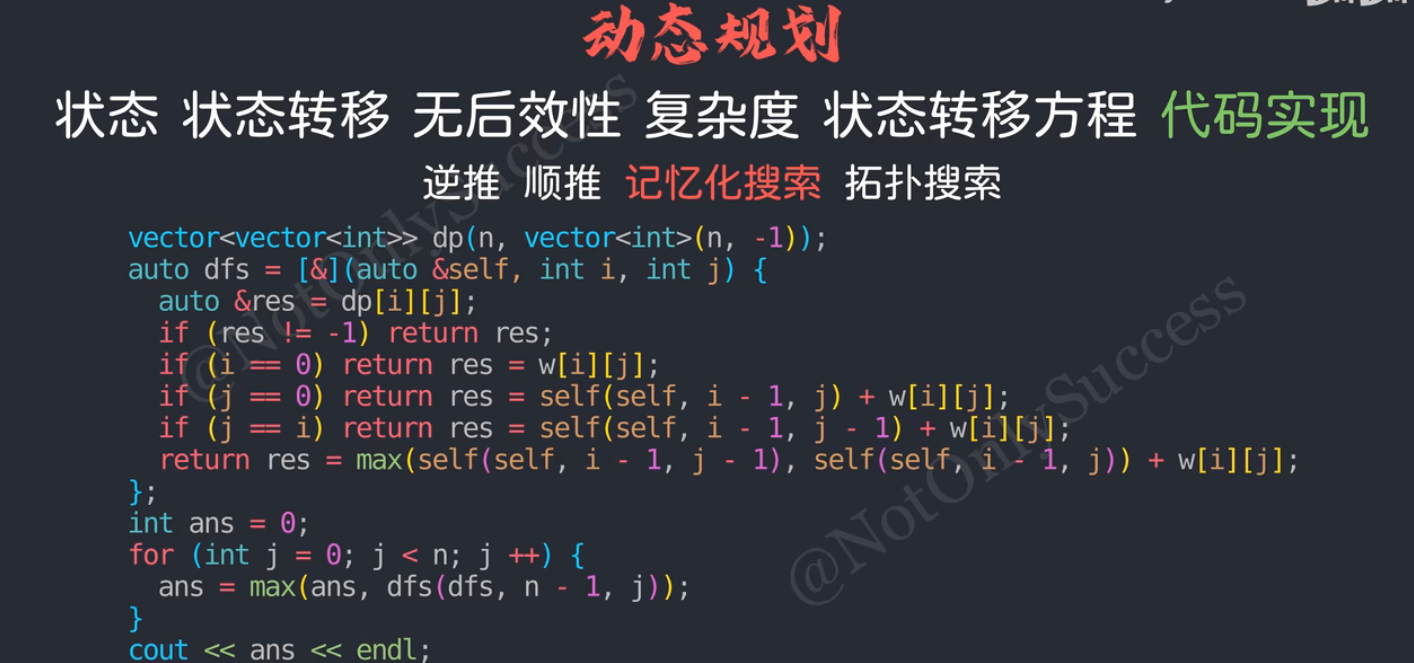 动态规划
状态 状态转移 无后效性 复杂度 状态转移方程 代码实现
逆推 顺推 记忆化搜索 拓扑搜索
vector<vector<int>> dp(n, vector<int>(n, -1));
auto dfs = [&](auto &self, int i, int j) {
  auto &res = dp[i][j];
  if (res != -1) return res;
  if (i == 0) return res = w[i][j];
  if (j == 0) return res = self(self, i - 1, j) + w[i][j];
  if (j == i) return res = self(self, i - 1, j - 1) + w[i][j];
  return res = max(self(self, i - 1, j - 1), self(self, i - 1, j)) + w[i][j];
};
int ans = 0;
for (int j = 0; j < n; j ++) {
  ans = max(ans, dfs(dfs, n - 1, j));
}
cout << ans << endl;
@NotOnlySuccess
@NotOnlySuccess